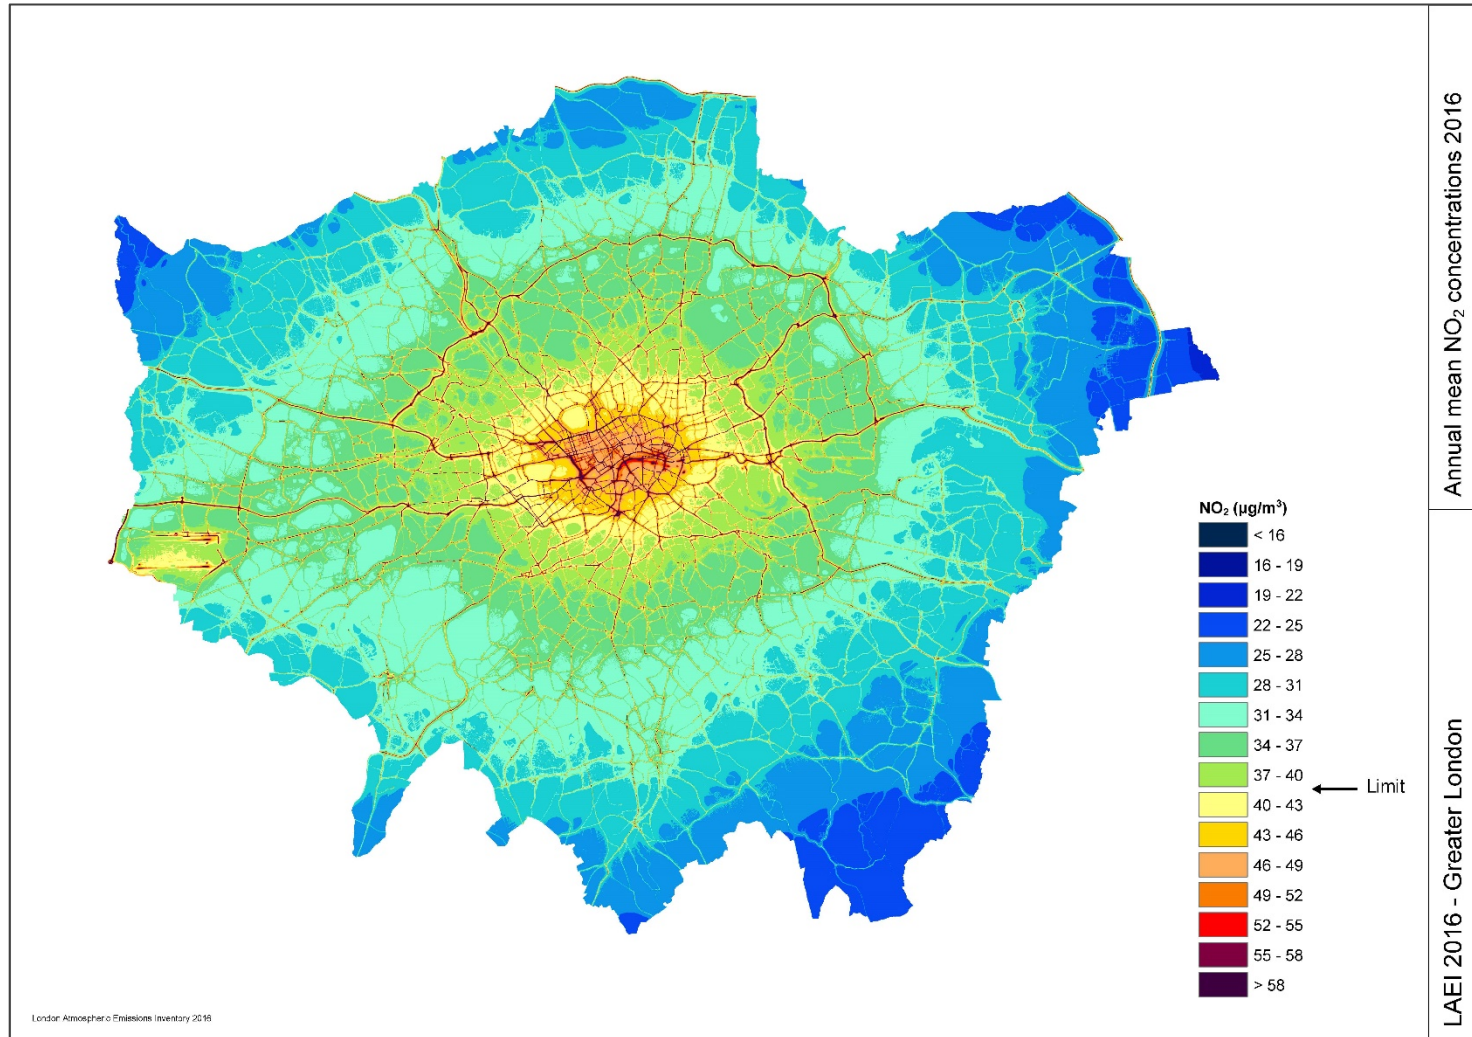 Annual mean NO₂ concentrations 2016
LAEI 2016 - Greater London
NO₂ (µg/m³)
< 16
16 - 19
19 - 22
22 - 25
25 - 28
28 - 31
31 - 34
34 - 37
37 - 40
Limit
40 - 43
43 - 46
46 - 49
49 - 52
52 - 55
55 - 58
> 58
London Atmospheric Emissions Inventory 2016